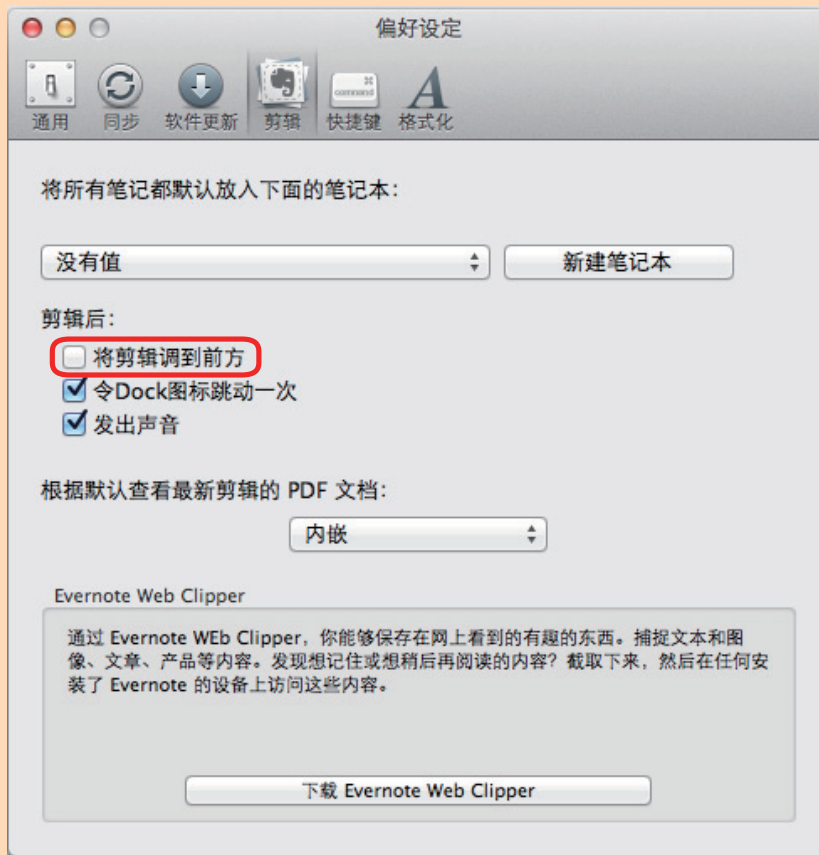 偏好设定
通用 同步 软件更新 剪辑 快捷键 格式化
将所有笔记都默认放入下面的笔记本：
没有值 新建笔记本
剪辑后：
将剪辑调到前方
令Dock图标跳动一次
发出声音
根据默认查看最新剪辑的 PDF 文档：
内嵌
Evernote Web Clipper
通过 Evernote WEb Clipper，你能够保存在网上看到的有趣的东西。捕捉文本和图
像、文章、产品等内容。发现想记住或想稍后再阅读的内容？截取下来，然后在任何安
装了 Evernote 的设备上访问这些内容。
下载 Evernote Web Clipper